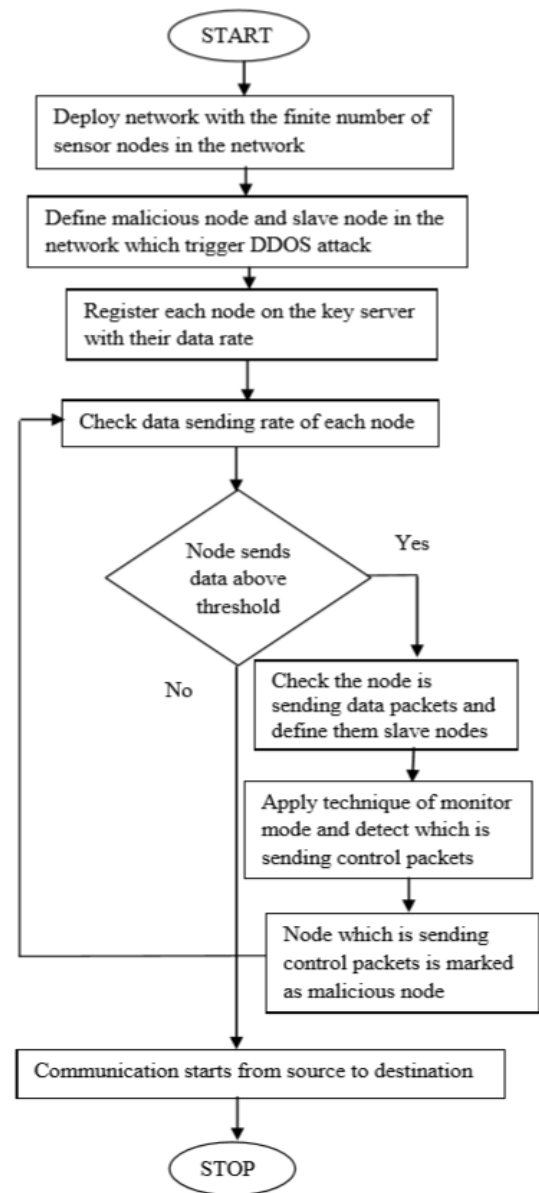 START
Deploy network with the finite number of
sensor nodes in the network
Define malicious node and slave node in the
network which trigger DDOS attack
Register each node on the key server
with their data rate
Check data sending rate of each node
Node sends
data above
threshold
Yes
No
Check the node is
sending data packets and
define them slave nodes
Apply technique of monitor
mode and detect which is
sending control packets
Node which is sending
control packets is marked
as malicious node
Communication starts from source to destination
STOP